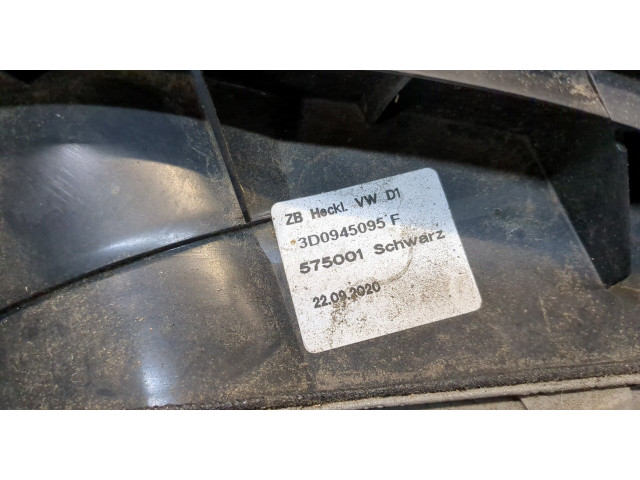 ZB Heckl. VW D1
3D0945095 F
575001 Schwarz
22.09.2020